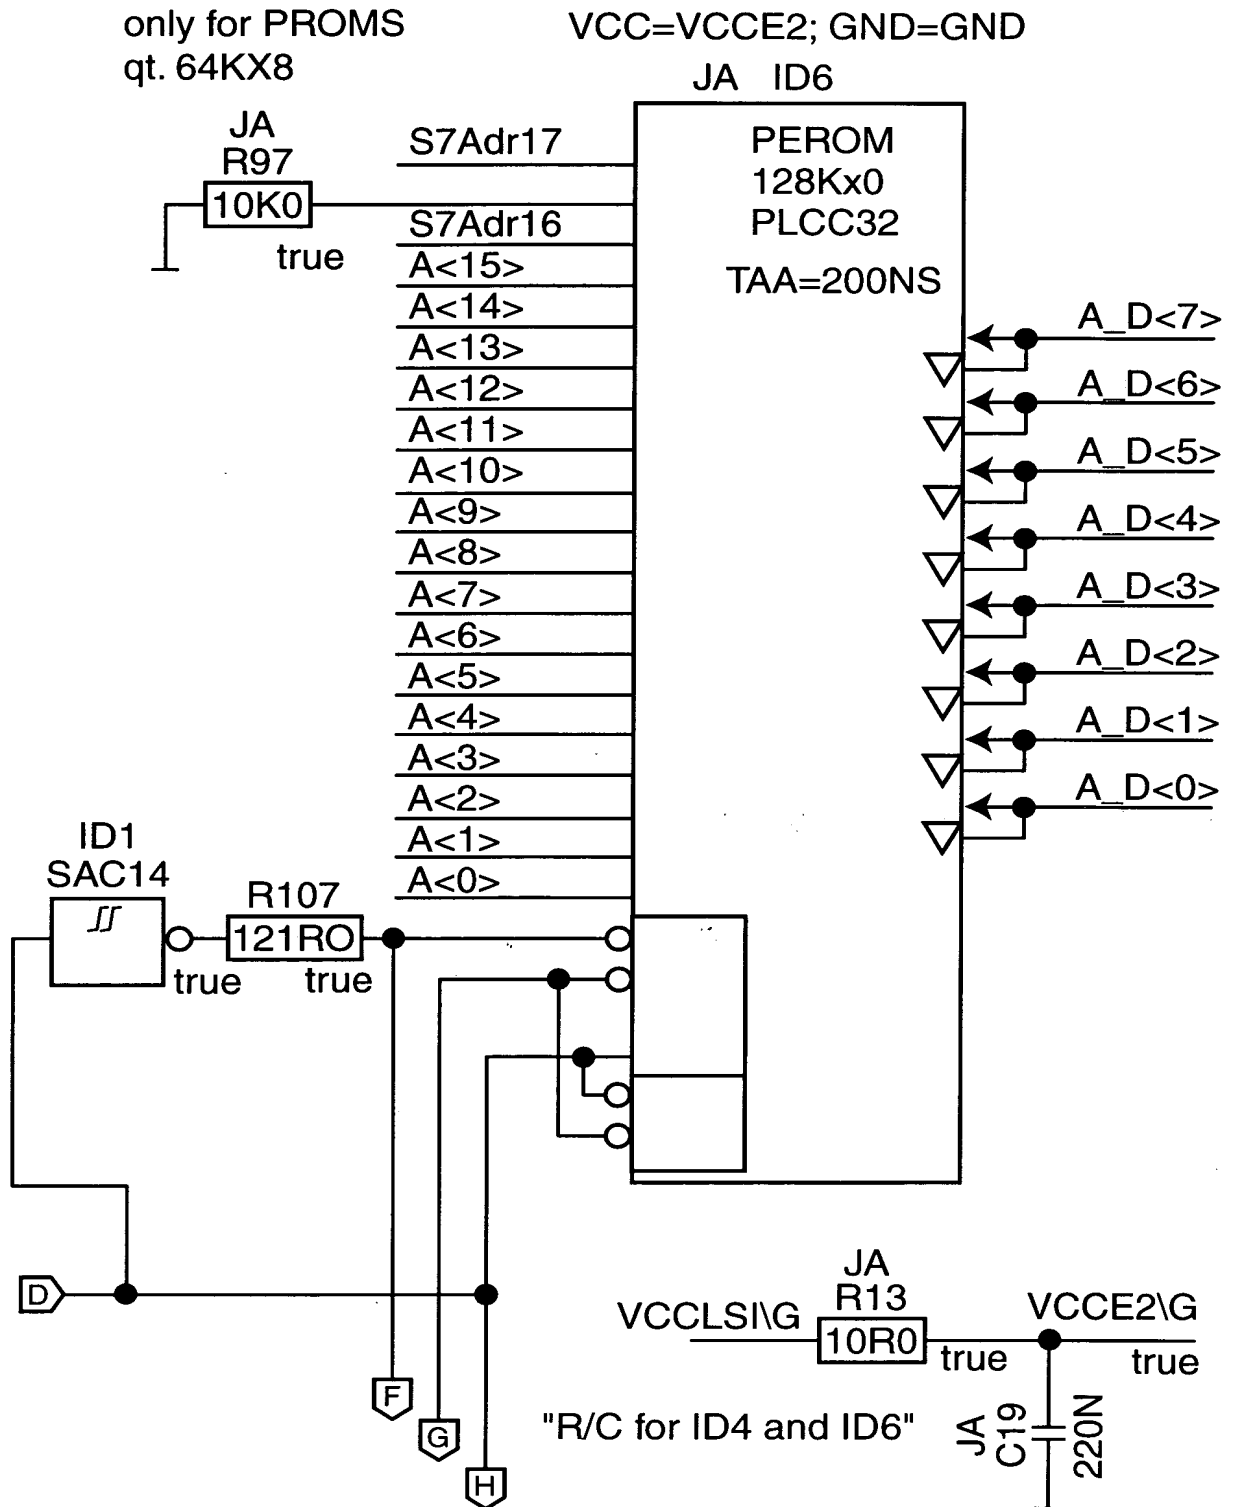 only for PROMS
qt. 64KX8
VCC=VCCE2; GND=GND
JA ID6
JA
R97
10K0
true
S7Adr17
S7Adr16
A<15>
A<14>
A<13>
A<12>
A<11>
A<10>
A<9>
A<8>
A<7>
A<6>
A<5>
A<4>
A<3>
A<2>
A<1>
A<0>
PEROM
128Kx0
PLCC32
TAA=200NS
A_D<7>
A_D<6>
A_D<5>
A_D<4>
A_D<3>
A_D<2>
A_D<1>
A_D<0>
ID1
SAC14
true
R107
121RO
true
D
F
G
H
VCCLSI\G
JA
R13
10R0
true
VCCE2\G
true
"R/C for ID4 and ID6"
JA
C19
220N